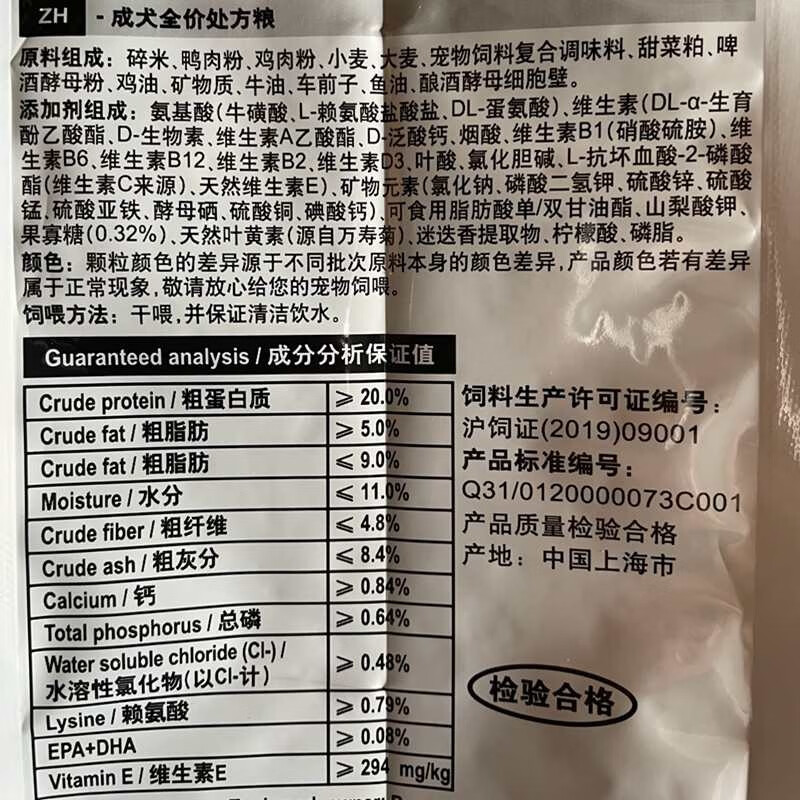 ZH - 成犬全价处方粮
原料组成：碎米、鸭肉粉、鸡肉粉、小麦、大麦、宠物饲料复合调味料、甜菜粕、啤
酒酵母粉、鸡油、矿物质、牛油、车前子、鱼油、酿酒酵母细胞壁。
添加剂组成：氨基酸(牛磺酸、L-赖氨酸盐酸盐、DL-蛋氨酸)、维生素(DL-α-生育
酚乙酸酯、D-生物素、维生素A乙酸酯、D-泛酸钙、烟酸、维生素B1(硝酸硫胺)、维
生素B6、维生素B12、维生素B2、维生素D3、叶酸、氯化胆碱、L-抗坏血酸-2-磷酸
酯(维生素C来源)、天然维生素E)、矿物元素(氯化钠、磷酸二氢钾、硫酸锌、硫酸
锰、硫酸亚铁、酵母硒、硫酸铜、碘酸钙)、可食用脂肪酸单/双甘油酯、山梨酸钾、
果寡糖(0.32%)、天然叶黄素(源自万寿菊)、迷迭香提取物、柠檬酸、磷脂。
颜色：颗粒颜色的差异源于不同批次原料本身的颜色差异,产品颜色若有差异
属于正常现象,敬请放心给您的宠物饲喂。
饲喂方法：干喂,并保证清洁饮水。
Guaranteed analysis / 成分分析保证值
Crude protein / 粗蛋白质 ⩾ 20.0%
Crude fat / 粗脂肪 ⩾ 5.0%
Crude fat / 粗脂肪 ⩽ 9.0%
Moisture / 水分 ⩽ 11.0%
Crude fiber / 粗纤维 ⩽ 4.8%
Crude ash / 粗灰分 ⩽ 8.4%
Calcium / 钙 ⩾ 0.84%
Total phosphorus / 总磷 ⩾ 0.64%
Water soluble chloride (Cl-) /
水溶性氯化物(以Cl-计) ⩾ 0.48%
Lysine / 赖氨酸 ⩾ 0.79%
EPA+DHA ⩾ 0.08%
Vitamin E / 维生素E ⩾ 294 mg/kg
饲料生产许可证编号：
沪饲证(2019)09001
产品标准编号：
Q31/0120000073C001
产品质量检验合格
产地：中国上海市
检验合格